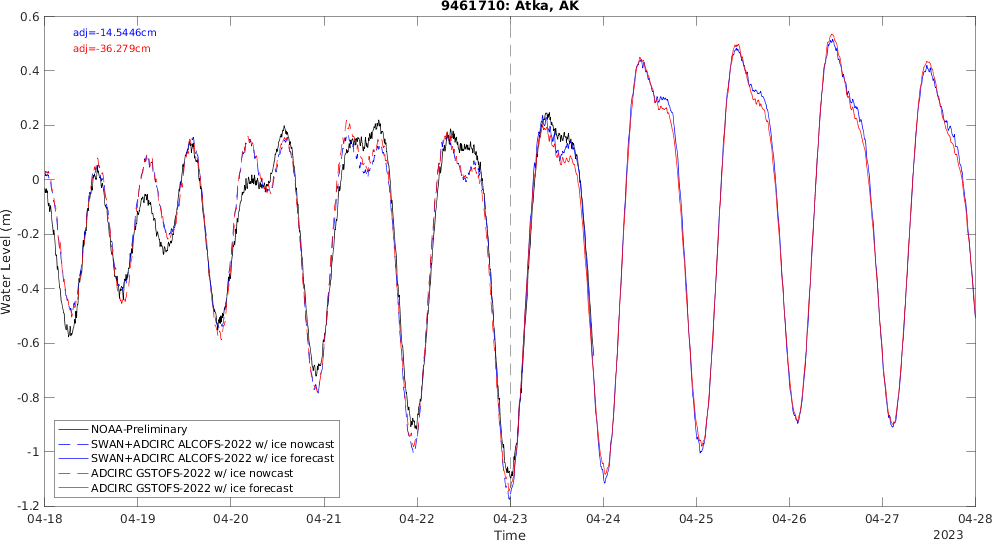 9461710: Atka, AK
adj=-14.5446cm
adj=-36.279cm
0.6
0.4
0.2
0
-0.2
-0.4
-0.6
-0.8
-1
-1.2
Water Level (m)
NOAA-Preliminary
SWAN+ADCIRC ALCOFS-2022 w/ ice nowcast
SWAN+ADCIRC ALCOFS-2022 w/ ice forecast
ADCIRC GSTOFS-2022 w/ ice nowcast
ADCIRC GSTOFS-2022 w/ ice forecast
04-18 04-19 04-20 04-21 04-22 04-23 04-24 04-25 04-26 04-27 04-28
Time
2023